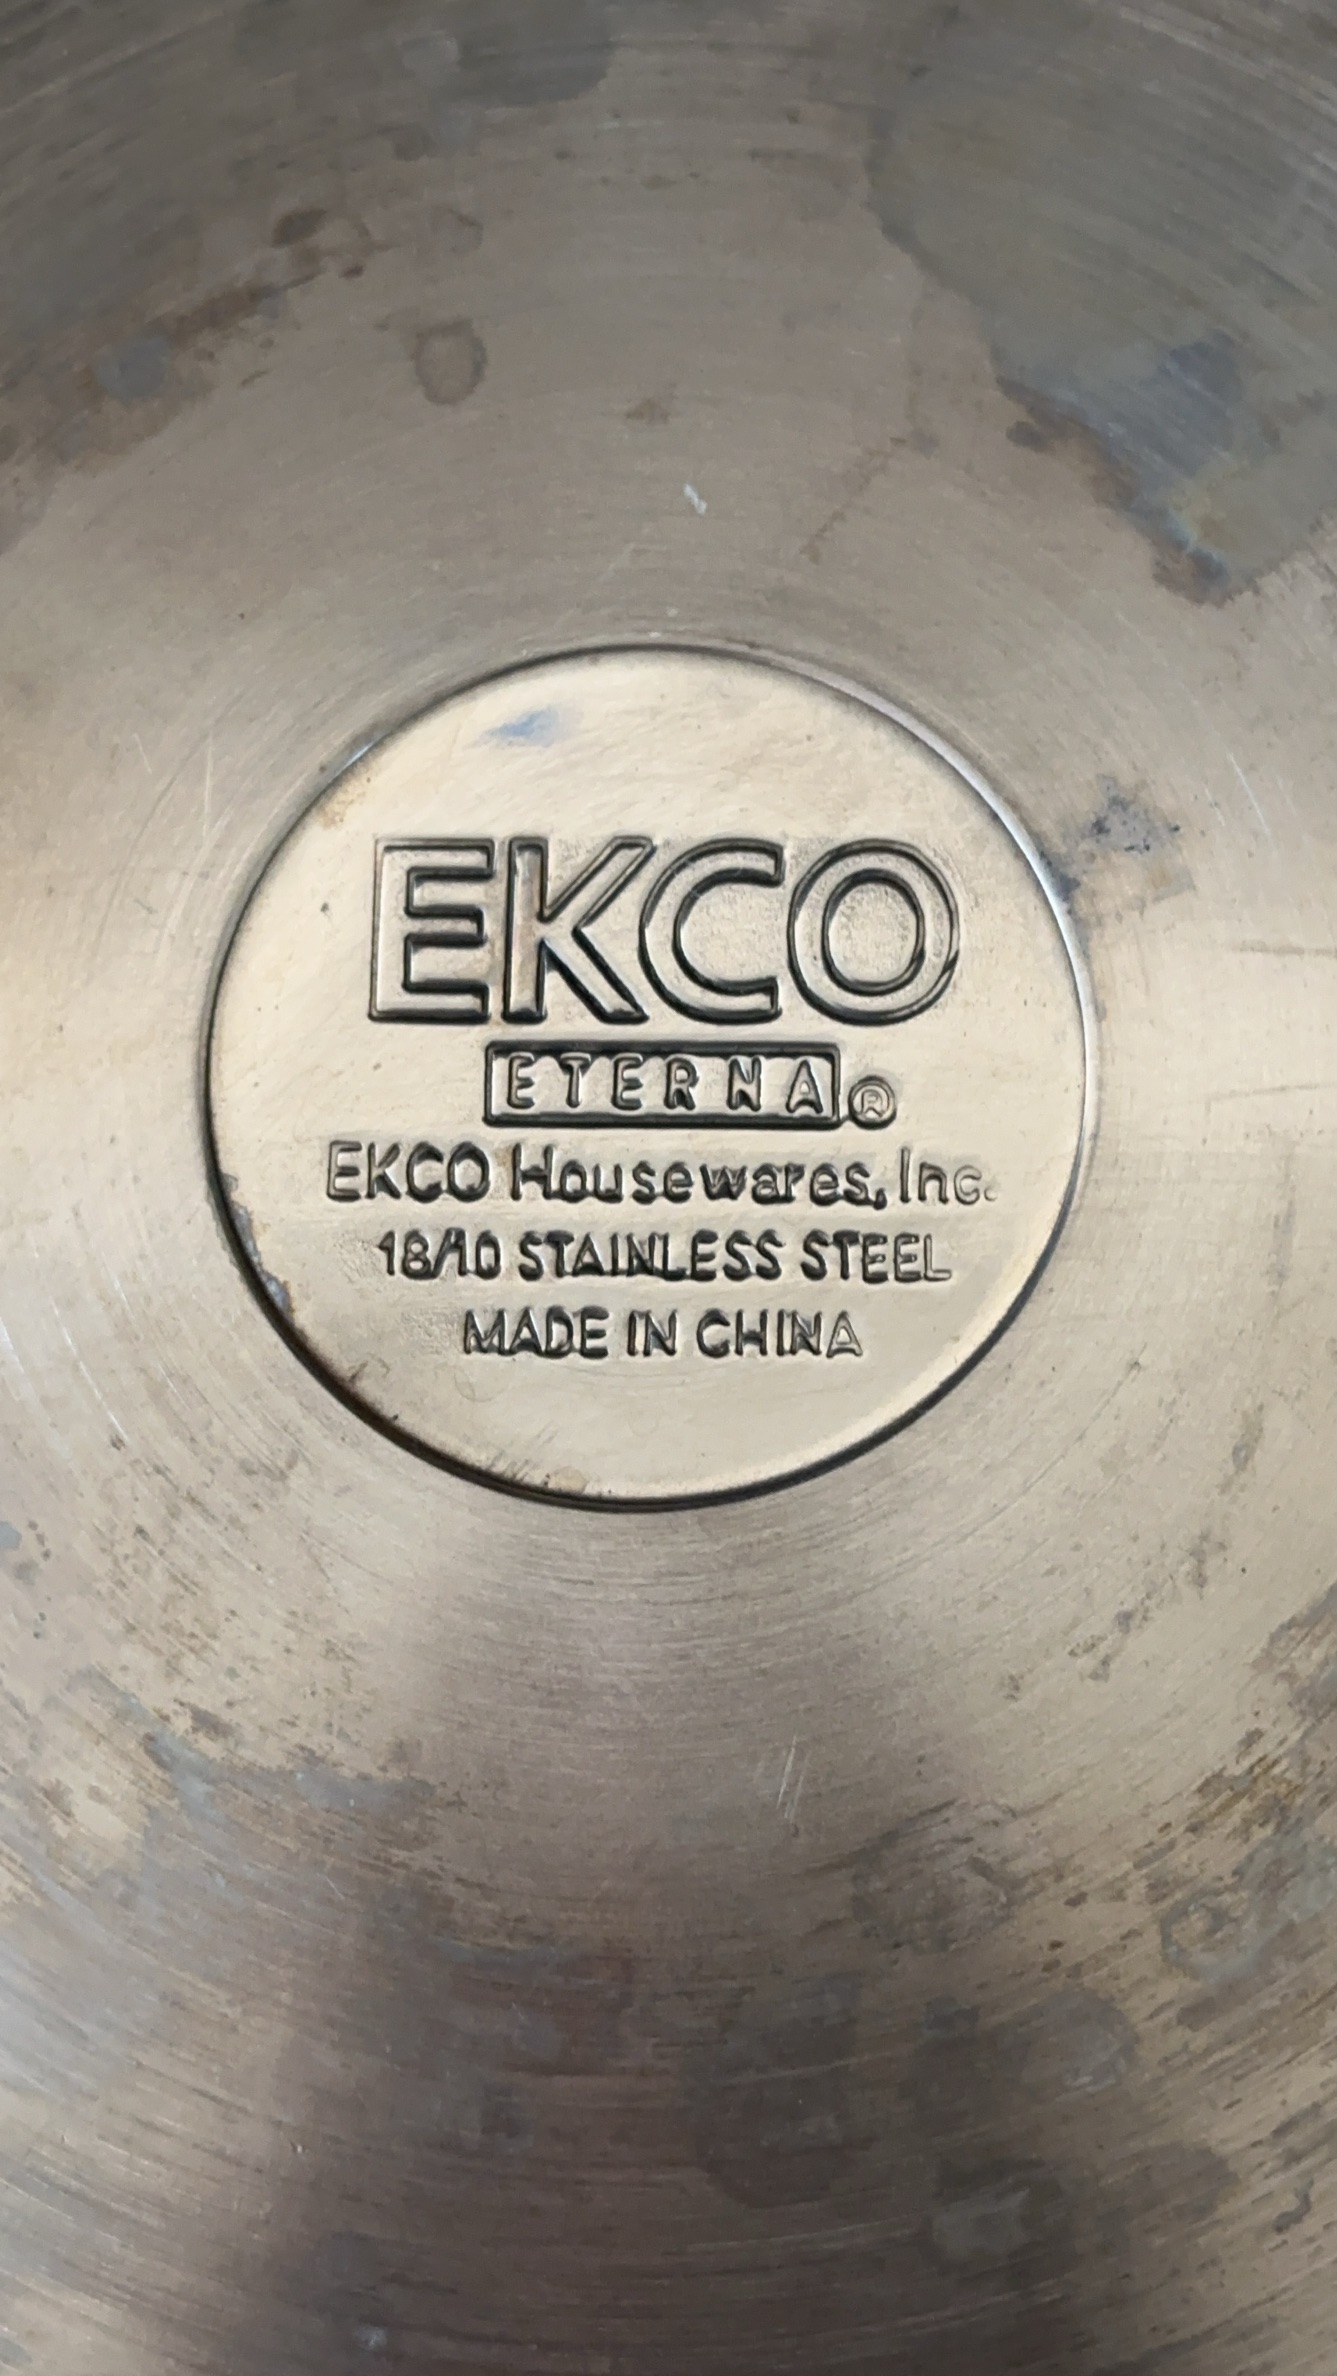 EKCO
ETERNA®
EKCO Housewares, Inc.
18/10 STAINLESS STEEL
MADE IN CHINA